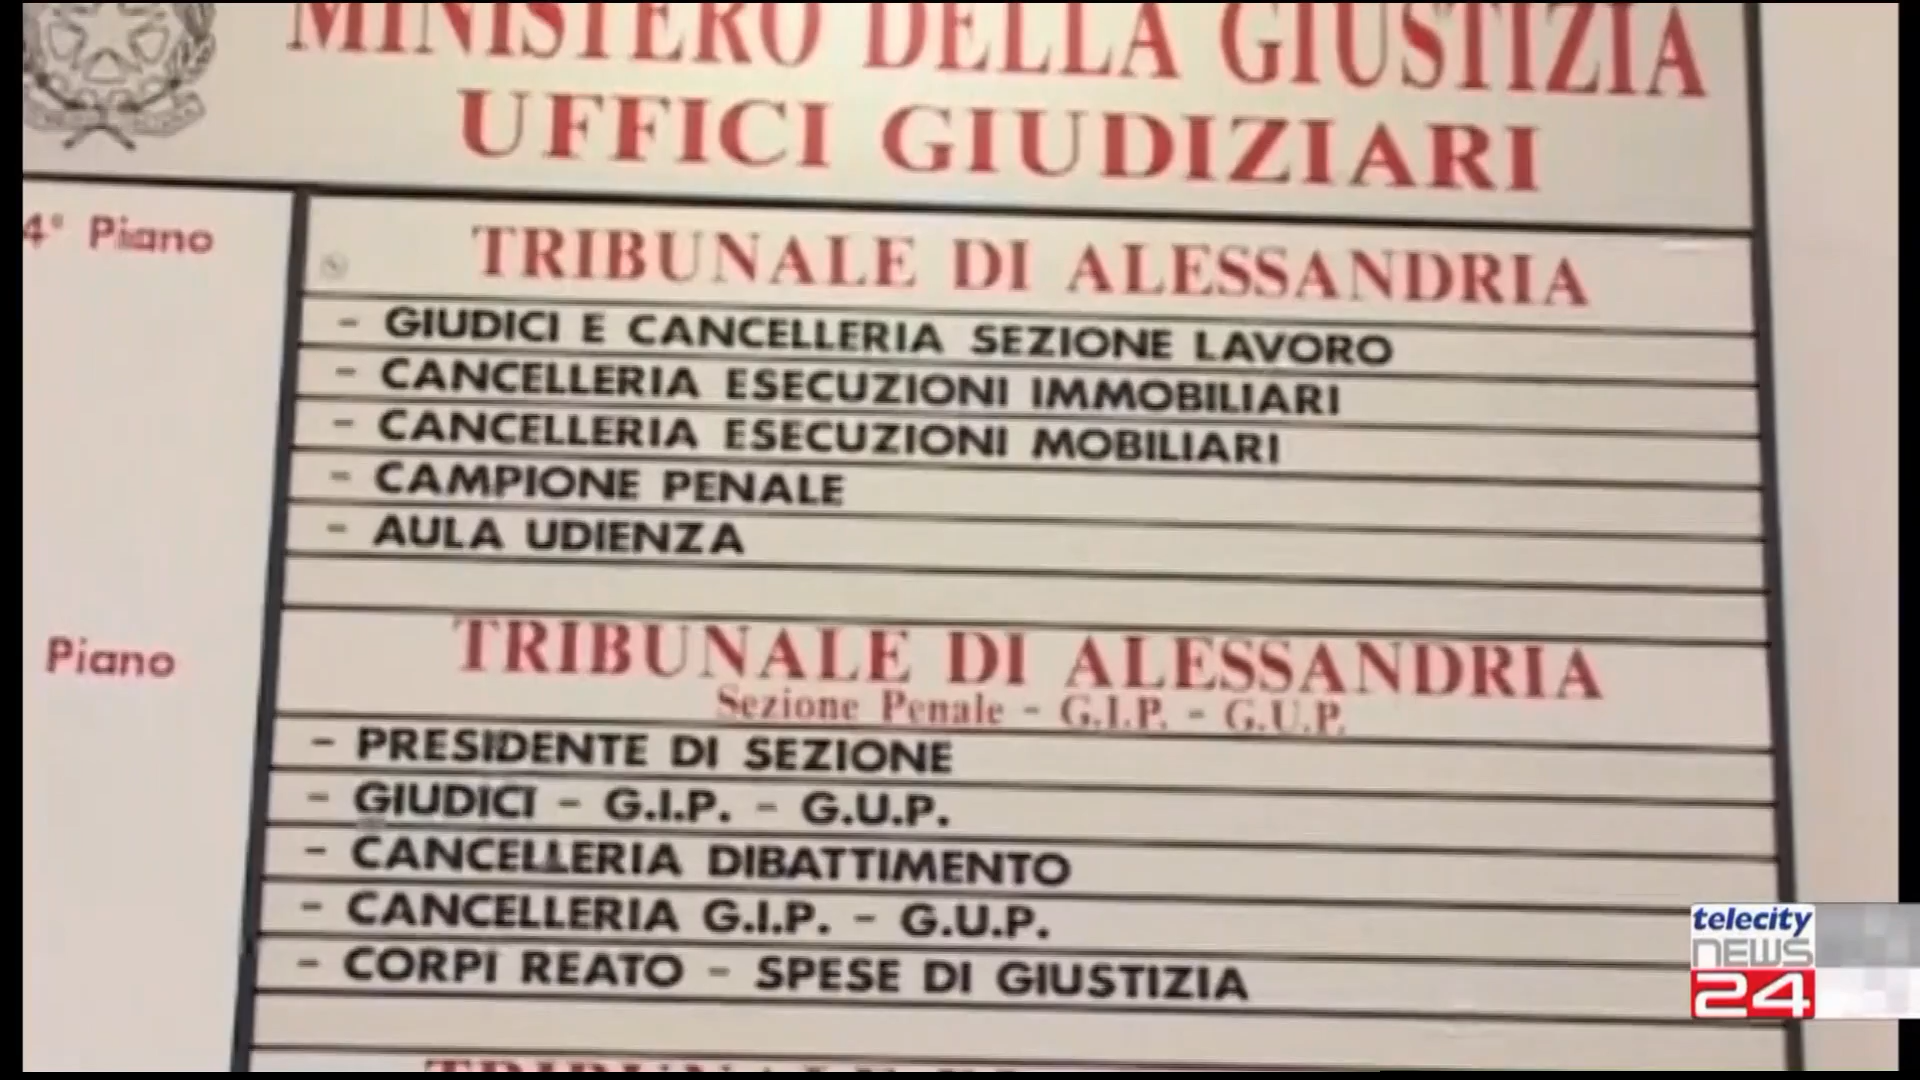 MINISTERO DELLA GIUSTIZIA
UFFICI GIUDIZIARI
4° Piano
TRIBUNALE DI ALESSANDRIA
- GIUDICI E CANCELLERIA SEZIONE LAVORO
- CANCELLERIA ESECUZIONI IMMOBILIARI
- CANCELLERIA ESECUZIONI MOBILIARI
- CAMPIONE PENALE
- AULA UDIENZA
Piano
TRIBUNALE DI ALESSANDRIA
Sezione Penale - G.I.P. - G.U.P.
- PRESIDENTE DI SEZIONE
- GIUDICI - G.I.P. - G.U.P.
- CANCELLERIA DIBATTIMENTO
- CANCELLERIA G.I.P. - G.U.P.
- CORPI REATO - SPESE DI GIUSTIZIA
telecity
NEWS
24